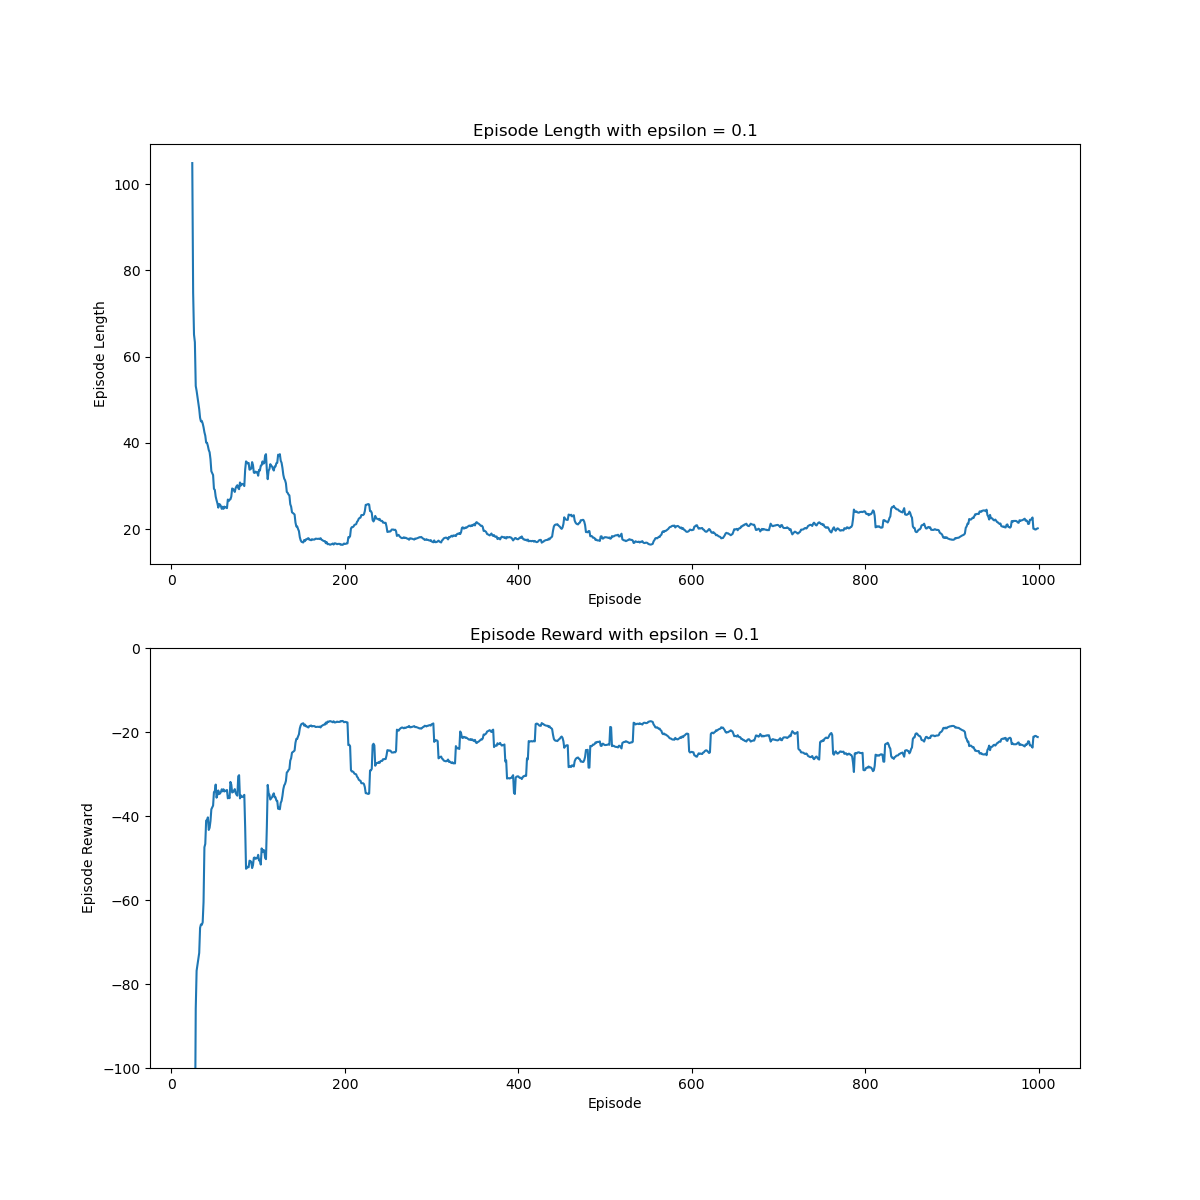 Episode Length with epsilon = 0.1
100
80
60
40
20
Episode Length
0 200 400 600 800 1000
Episode
Episode Reward with epsilon = 0.1
0
−20
−40
−60
−80
−100
Episode Reward
0 200 400 600 800 1000
Episode